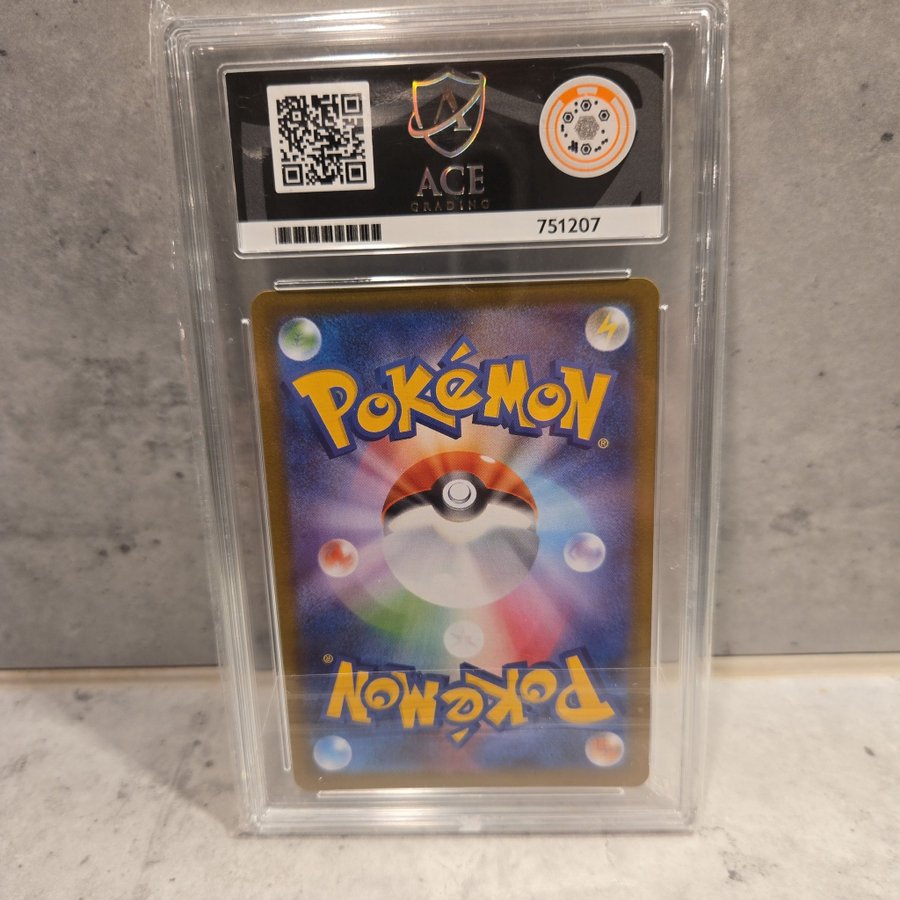 A
ACE
GRADING
751207
POKéMON
®
®
POKéMON